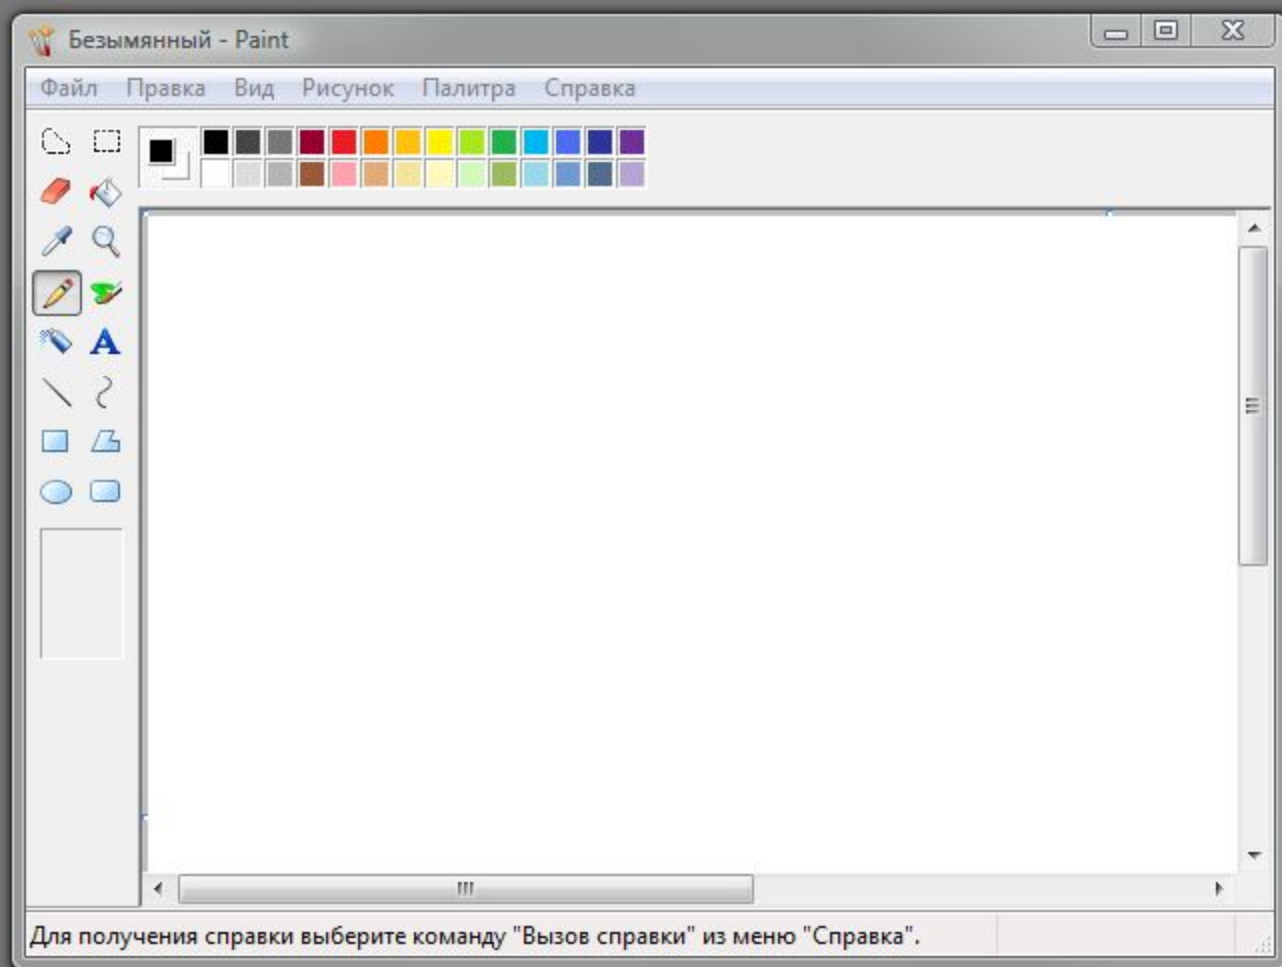 Безымянный - Paint
Файл Правка Вид Рисунок Палитра Справка
A
Для получения справки выберите команду "Вызов справки" из меню "Справка".